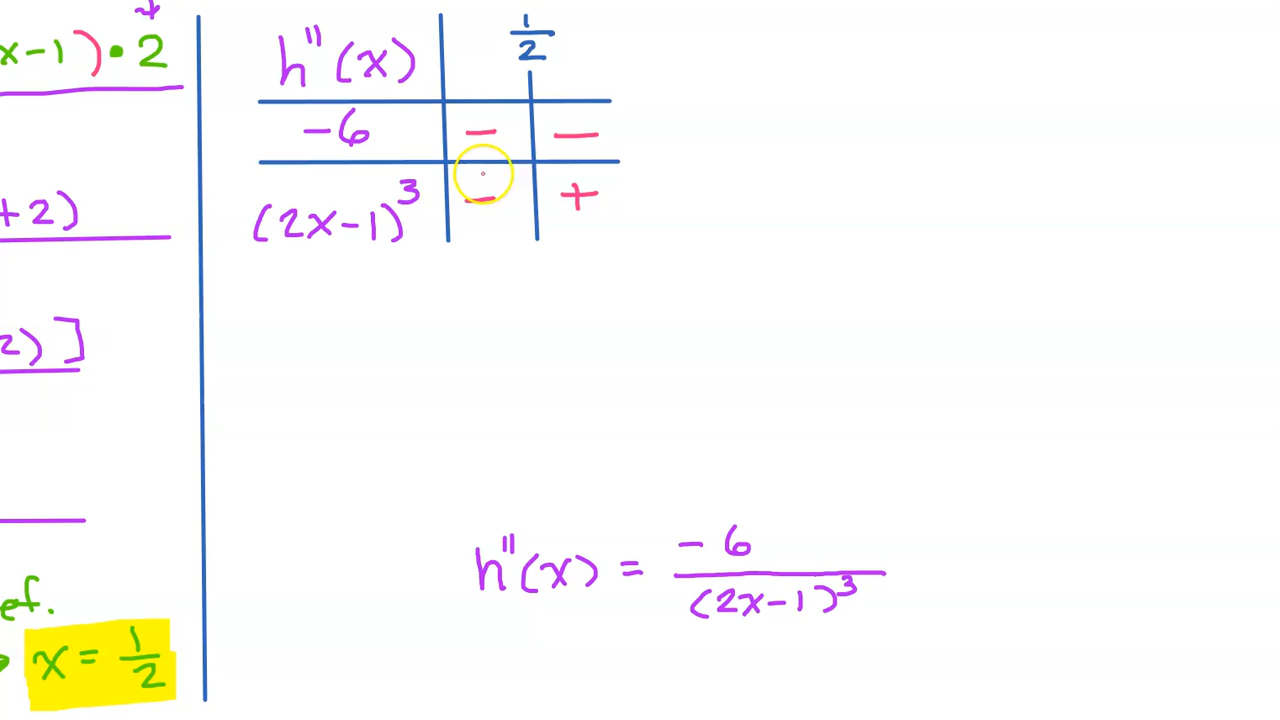 x-1) • 2
+2)
2) ]
ef.
x = 1/2
h''(x)
1/2
-6 − −
(2x-1)^3 − +
h''(x) = -6/(2x-1)^3